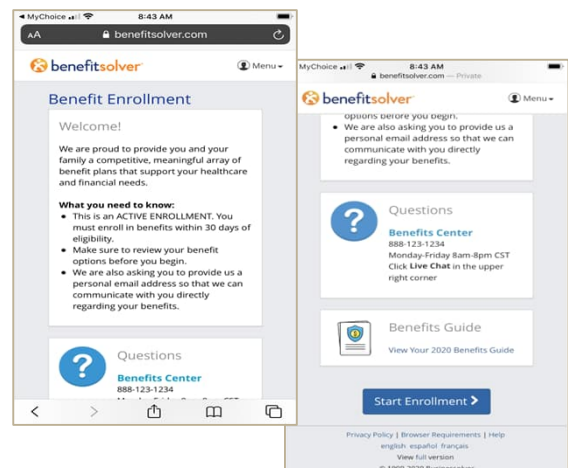 MyChoice
8:43 AM
AA
benefitsolver.com
benefitsolver
Menu
Benefit Enrollment
Welcome!
We are proud to provide you and your
family a competitive, meaningful array of
benefit plans that support your healthcare
and financial needs.
What you need to know:
• This is an ACTIVE ENROLLMENT. You
must enroll in benefits within 30 days of
eligibility.
• Make sure to review your benefit
options before you begin.
• We are also asking you to provide us a
personal email address so that we can
communicate with you directly
regarding your benefits.
?
Questions
Benefits Center
888-123-1234
MyChoice
8:43 AM
benefitsolver.com — Private
benefitsolver
Menu
options before you begin.
• We are also asking you to provide us a
personal email address so that we can
communicate with you directly
regarding your benefits.
?
Questions
Benefits Center
888-123-1234
Monday-Friday 8am-8pm CST
Click Live Chat in the upper
right corner
Benefits Guide
View Your 2020 Benefits Guide
Start Enrollment
Privacy Policy | Browser Requirements | Help
english español français
View full version